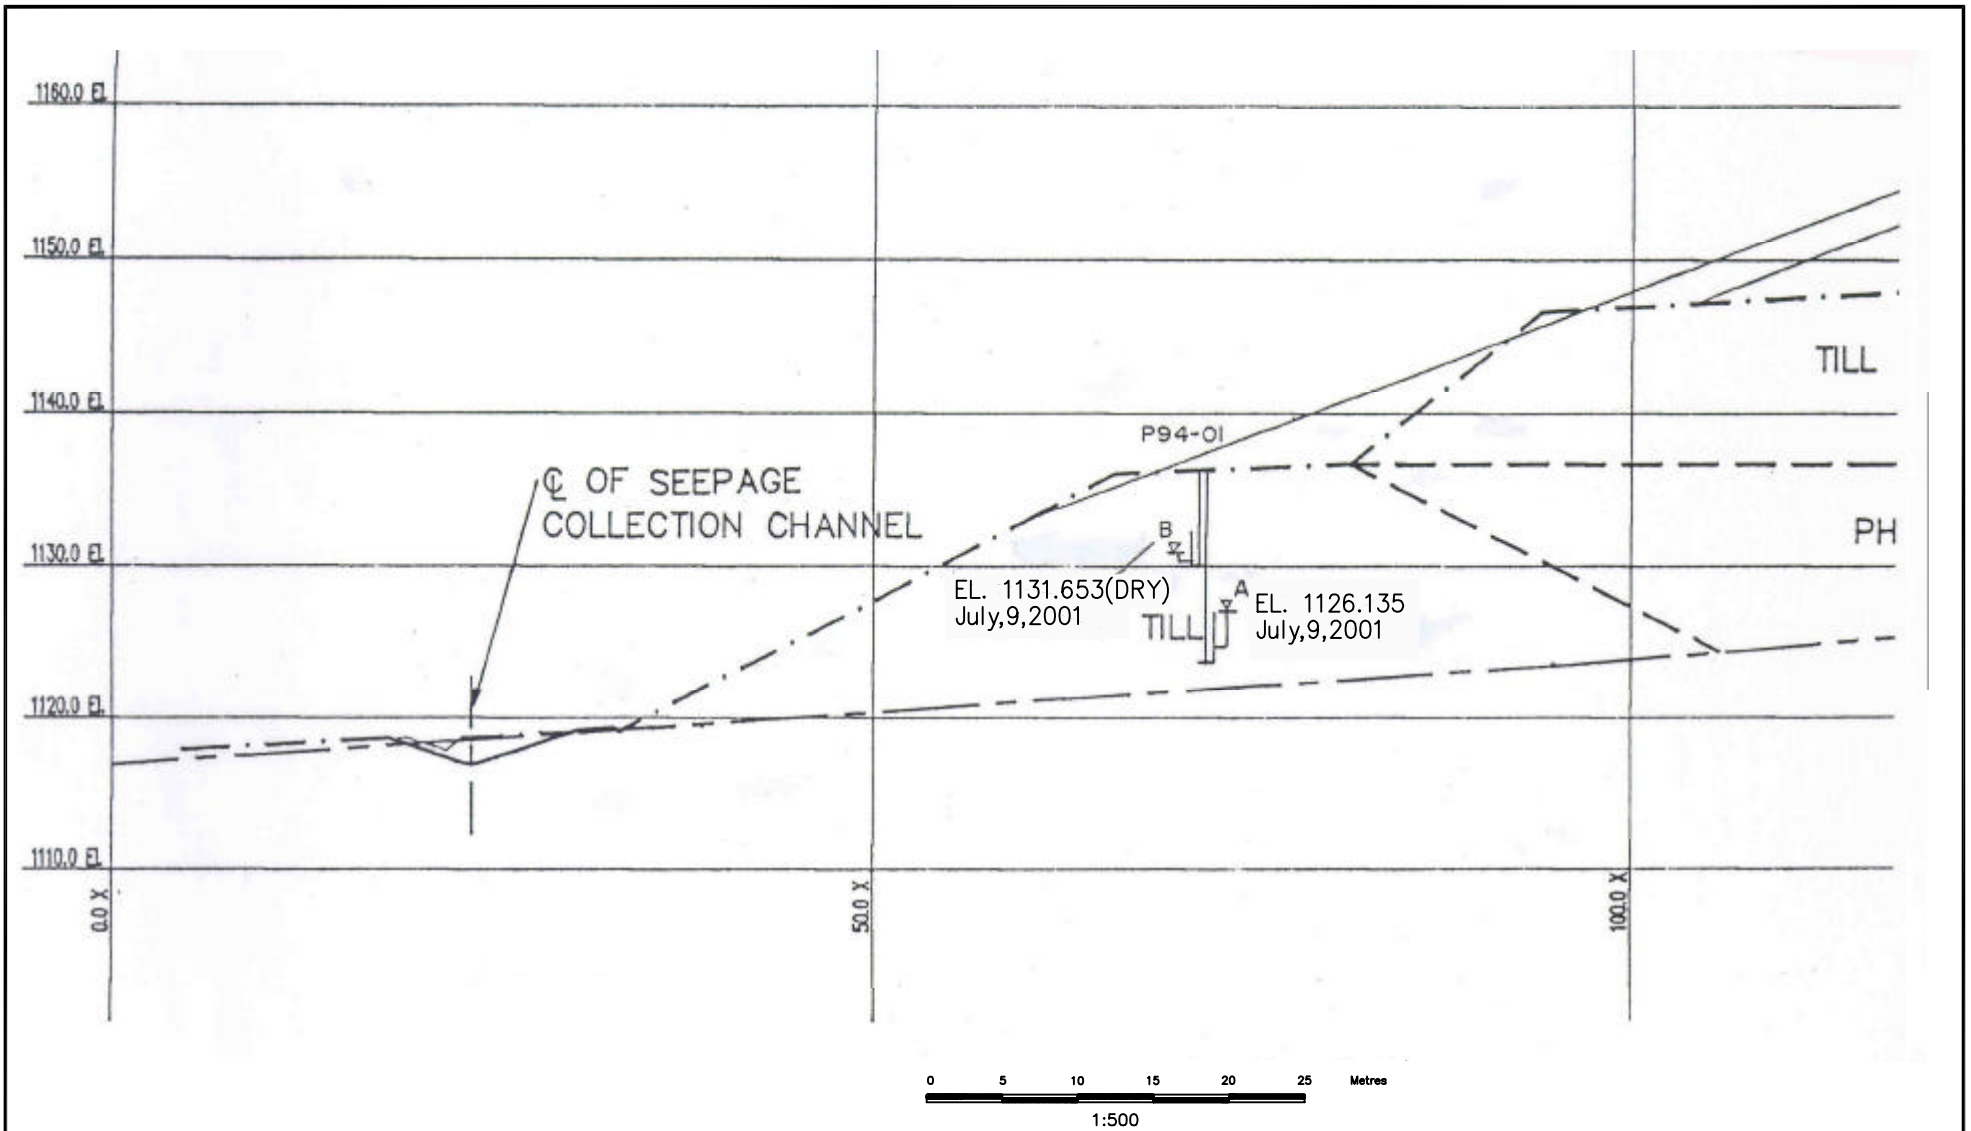 1160.0 EL
1150.0 EL
TILL
1140.0 EL
P94-01
℄ OF SEEPAGE
COLLECTION CHANNEL
B
PH
1130.0 EL
EL. 1131.653(DRY)
July,9,2001
A
EL. 1126.135
July,9,2001
TILL
1120.0 EL
1110.0 EL
0.0 X
50.0 X
100.0 X
0 5 10 15 20 25 Metres
1:500